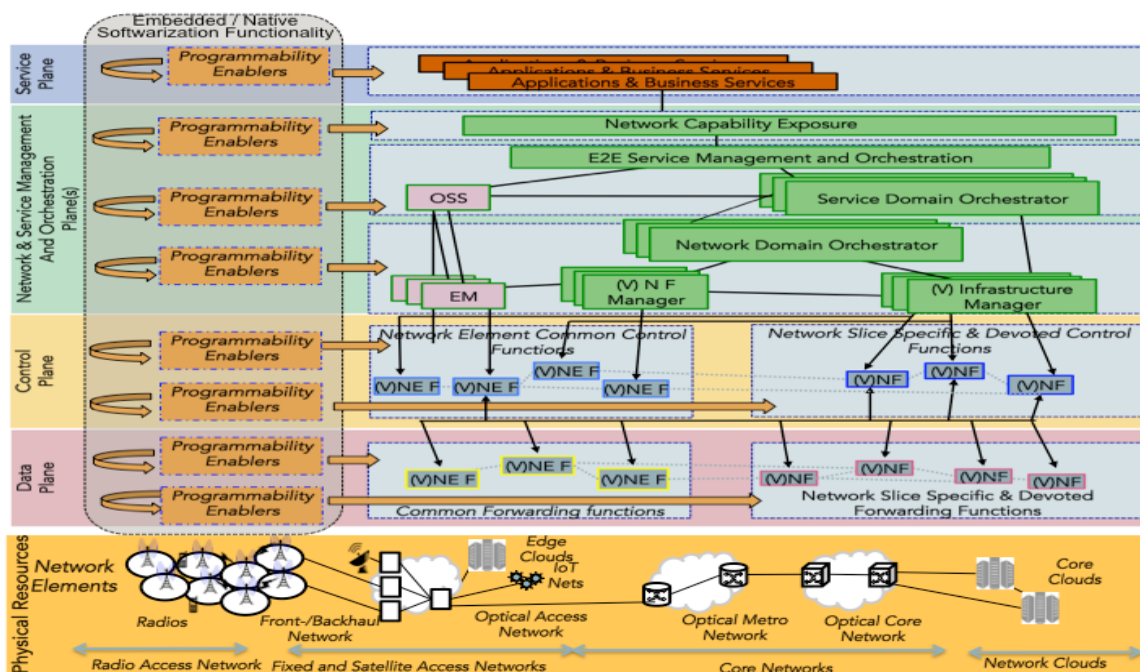 Embedded / Native
Softwarization Functionality
Service
Plane
Programmability
Enablers
Applications & Business Services
Applications & Business Services
Applications & Business Services
Network & Service Management
And Orchestration
Plane(s)
Programmability
Enablers
Network Capability Exposure
E2E Service Management and Orchestration
Programmability
Enablers
OSS
Service Domain Orchestrator
Network Domain Orchestrator
Programmability
Enablers
EM
(V) N F
Manager
(V) Infrastructure
Manager
Control
Plane
Programmability
Enablers
Network Element Common Control
Functions
Network Slice Specific & Devoted Control
Functions
(V)NE F
(V)NE F
(V)NE F
(V)NE F
(V)NF
(V)NF
(V)NF
Programmability
Enablers
Data
Plane
Programmability
Enablers
(V)NE F
(V)NE F
(V)NE F
(V)NF
(V)NF
(V)NF
(V)NF
Programmability
Enablers
Common Forwarding functions
Network Slice Specific & Devoted
Forwarding Functions
Physical Resources
Network
Elements
Radios
Front-/Backhaul
Network
Edge
Clouds
IoT
Nets
Optical Access
Network
Optical Metro
Network
Optical Core
Network
Core
Clouds
Radio Access Network
Fixed and Satellite Access Networks
Core Networks
Network Clouds